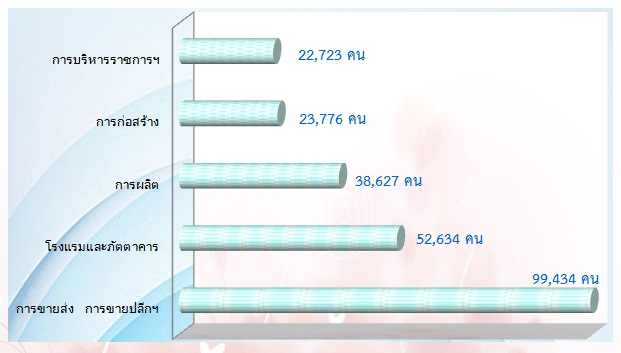 การบริหารราชการฯ 22,723 คน
การก่อสร้าง 23,776 คน
การผลิต 38,627 คน
โรงแรมและภัตตาคาร 52,634 คน
การขายส่ง การขายปลีกฯ 99,434 คน